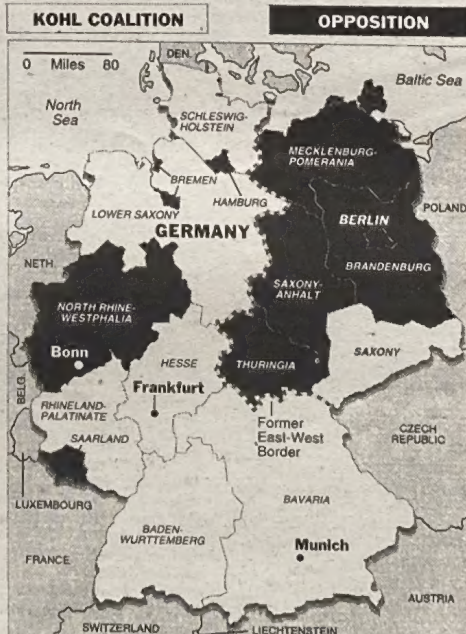 KOHL COALITION
OPPOSITION
0 Miles 80
DEN.
Baltic Sea
North
Sea
SCHLESWIG-
HOLSTEIN
MECKLENBURG-
POMERANIA
BREMEN
HAMBURG
LOWER SAXONY
GERMANY
BERLIN
POLAND
NETH.
BRANDENBURG
SAXONY-
ANHALT
NORTH RHINE-
WESTPHALIA
Bonn
HESSE
THURINGIA
SAXONY
BELG.
Frankfurt
RHINELAND-
PALATINATE
Former
East-West
Border
SAARLAND
CZECH
REPUBLIC
LUXEMBOURG
BAVARIA
BADEN-
WURTTEMBERG
Munich
FRANCE
AUSTRIA
SWITZERLAND
LIECHTENSTEIN